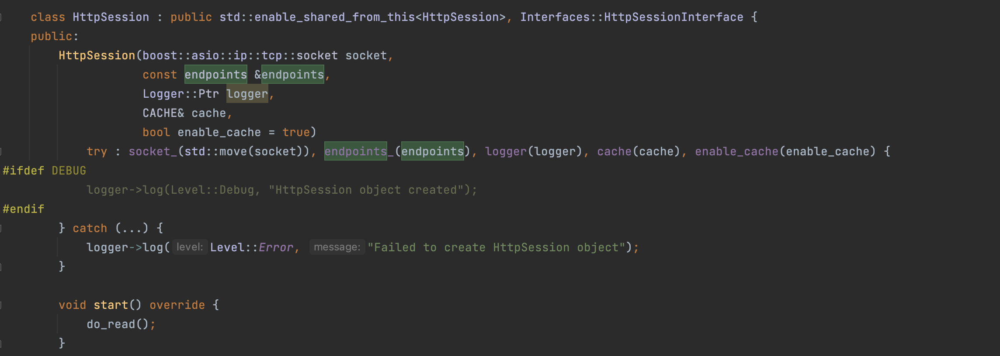 class HttpSession : public std::enable_shared_from_this<HttpSession>, Interfaces::HttpSessionInterface {
public:
    HttpSession(boost::asio::ip::tcp::socket socket,
                const endpoints &endpoints,
                Logger::Ptr logger,
                CACHE& cache,
                bool enable_cache = true)
        try : socket_(std::move(socket)), endpoints_(endpoints), logger(logger), cache(cache), enable_cache(enable_cache) {
#ifdef DEBUG
        logger->log(Level::Debug, "HttpSession object created");
#endif
    } catch (...) {
        logger->log( level: Level::Error, message: "Failed to create HttpSession object");
    }
    void start() override {
        do_read();
    }